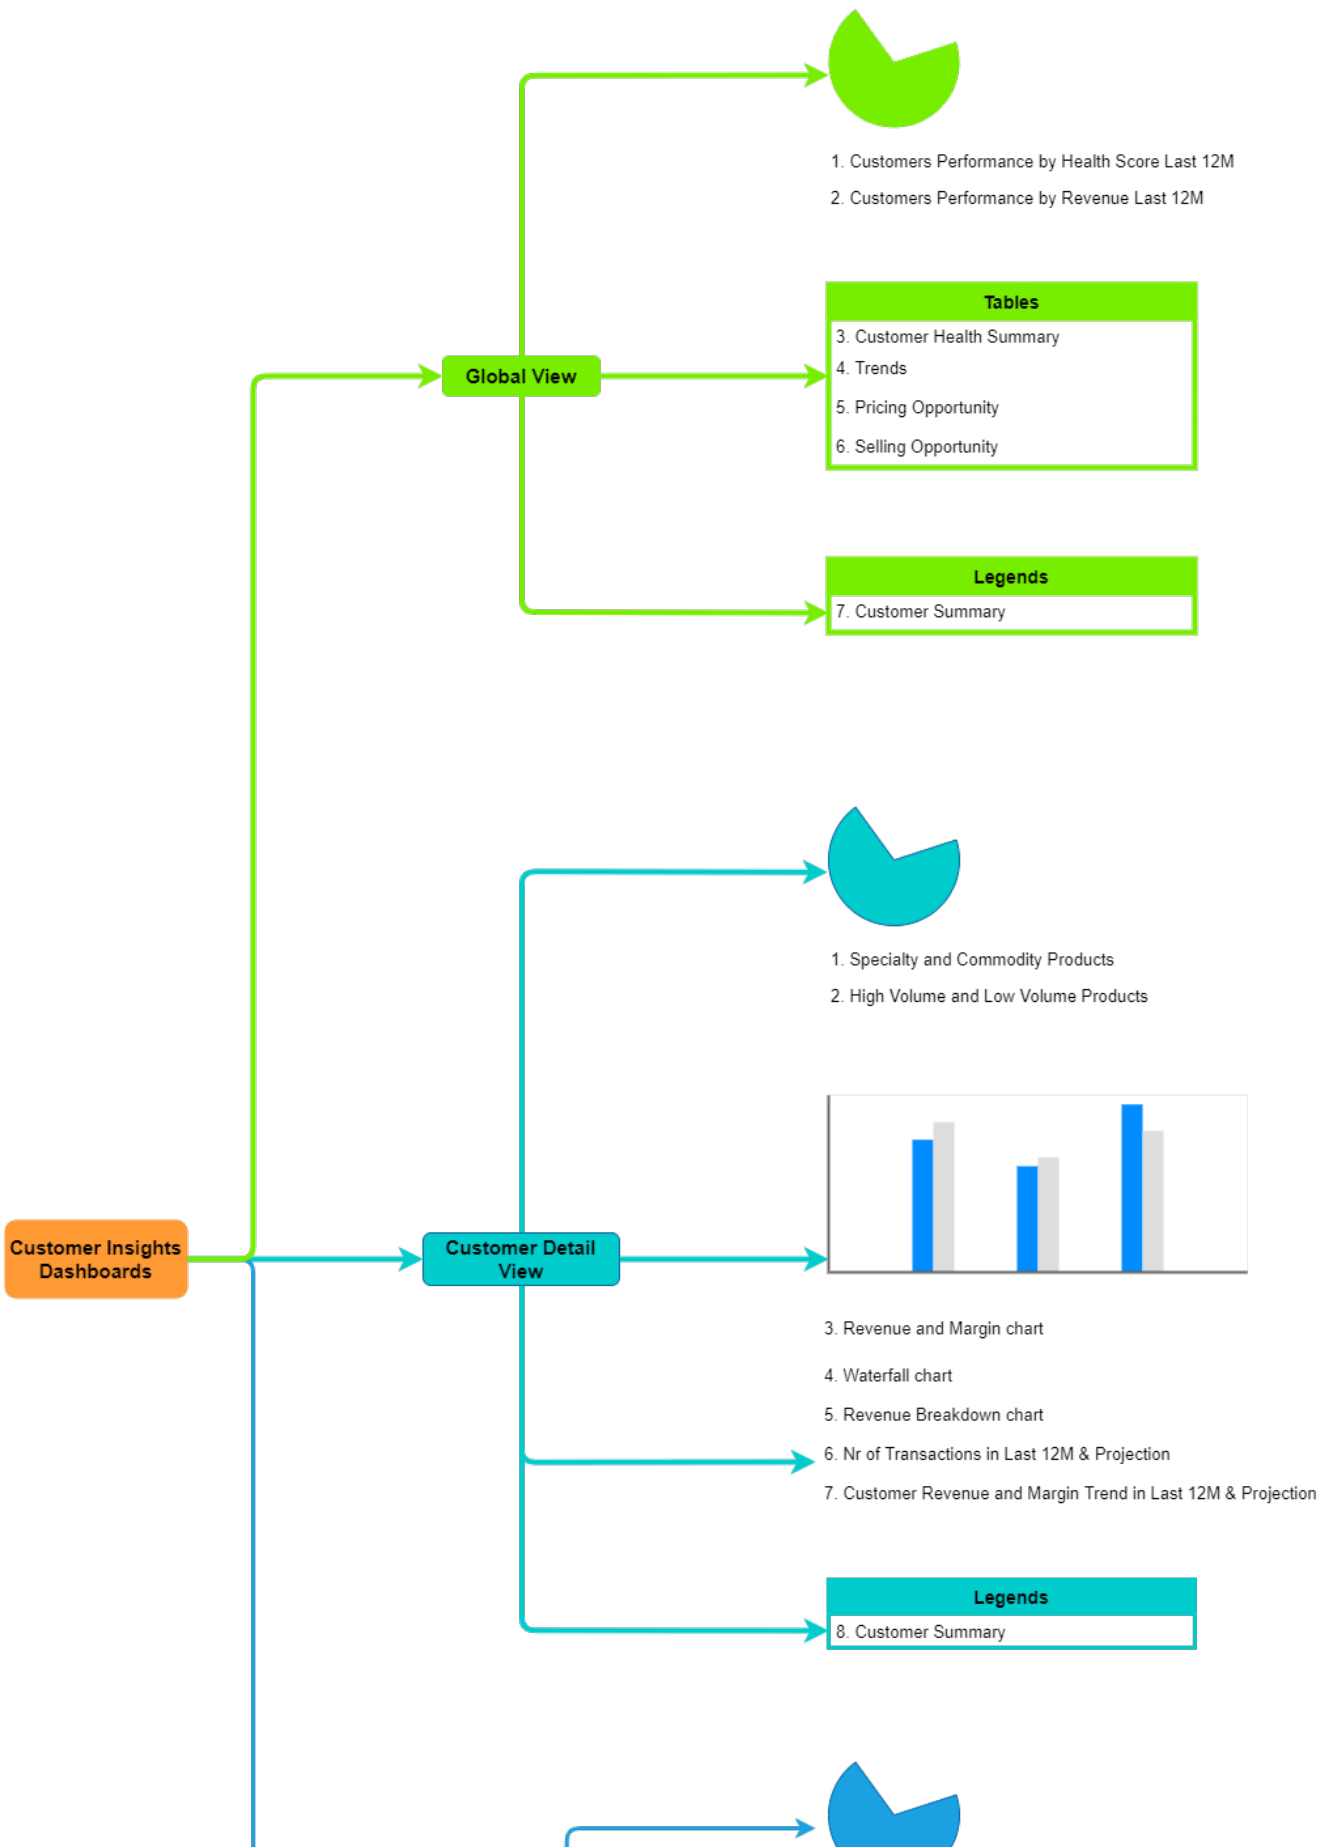 1. Customers Performance by Health Score Last 12M
2. Customers Performance by Revenue Last 12M
Tables
3. Customer Health Summary
4. Trends
5. Pricing Opportunity
6. Selling Opportunity
Global View
Legends
7. Customer Summary
1. Specialty and Commodity Products
2. High Volume and Low Volume Products
Customer Insights
Dashboards
Customer Detail
View
3. Revenue and Margin chart
4. Waterfall chart
5. Revenue Breakdown chart
6. Nr of Transactions in Last 12M & Projection
7. Customer Revenue and Margin Trend in Last 12M & Projection
Legends
8. Customer Summary